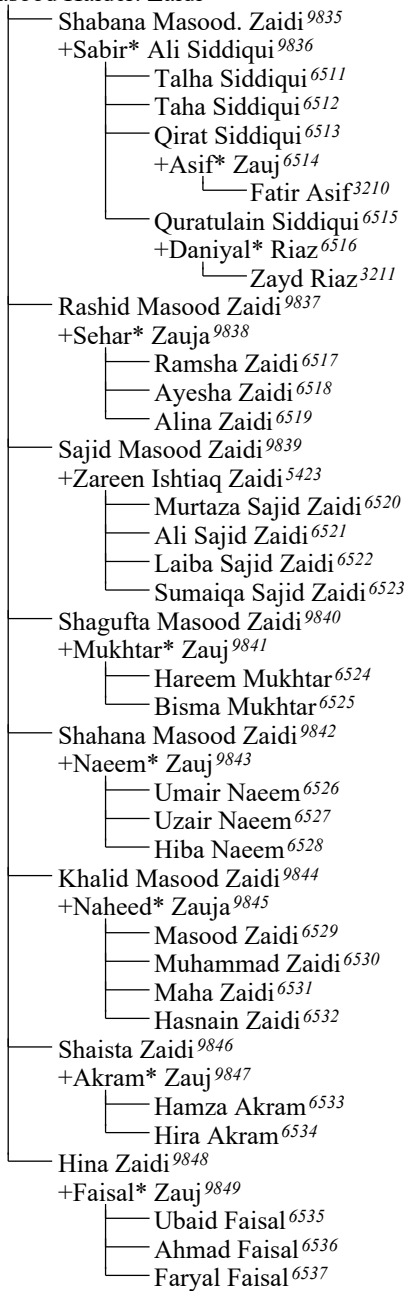 Shabana Masood. Zaidi 9835
+Sabir* Ali Siddiqui 9836
Talha Siddiqui 6511
Taha Siddiqui 6512
Qirat Siddiqui 6513
+Asif* Zauj 6514
Fatir Asif 3210
Quratulain Siddiqui 6515
+Daniyal* Riaz 6516
Zayd Riaz 3211
Rashid Masood Zaidi 9837
+Sehar* Zauja 9838
Ramsha Zaidi 6517
Ayesha Zaidi 6518
Alina Zaidi 6519
Sajid Masood Zaidi 9839
+Zareen Ishtiaq Zaidi 5423
Murtaza Sajid Zaidi 6520
Ali Sajid Zaidi 6521
Laiba Sajid Zaidi 6522
Sumaiqa Sajid Zaidi 6523
Shagufta Masood Zaidi 9840
+Mukhtar* Zauj 9841
Hareem Mukhtar 6524
Bisma Mukhtar 6525
Shahana Masood Zaidi 9842
+Naeem* Zauj 9843
Umair Naeem 6526
Uzair Naeem 6527
Hiba Naeem 6528
Khalid Masood Zaidi 9844
+Naheed* Zauja 9845
Masood Zaidi 6529
Muhammad Zaidi 6530
Maha Zaidi 6531
Hasnain Zaidi 6532
Shaista Zaidi 9846
+Akram* Zauj 9847
Hamza Akram 6533
Hira Akram 6534
Hina Zaidi 9848
+Faisal* Zauj 9849
Ubaid Faisal 6535
Ahmad Faisal 6536
Faryal Faisal 6537